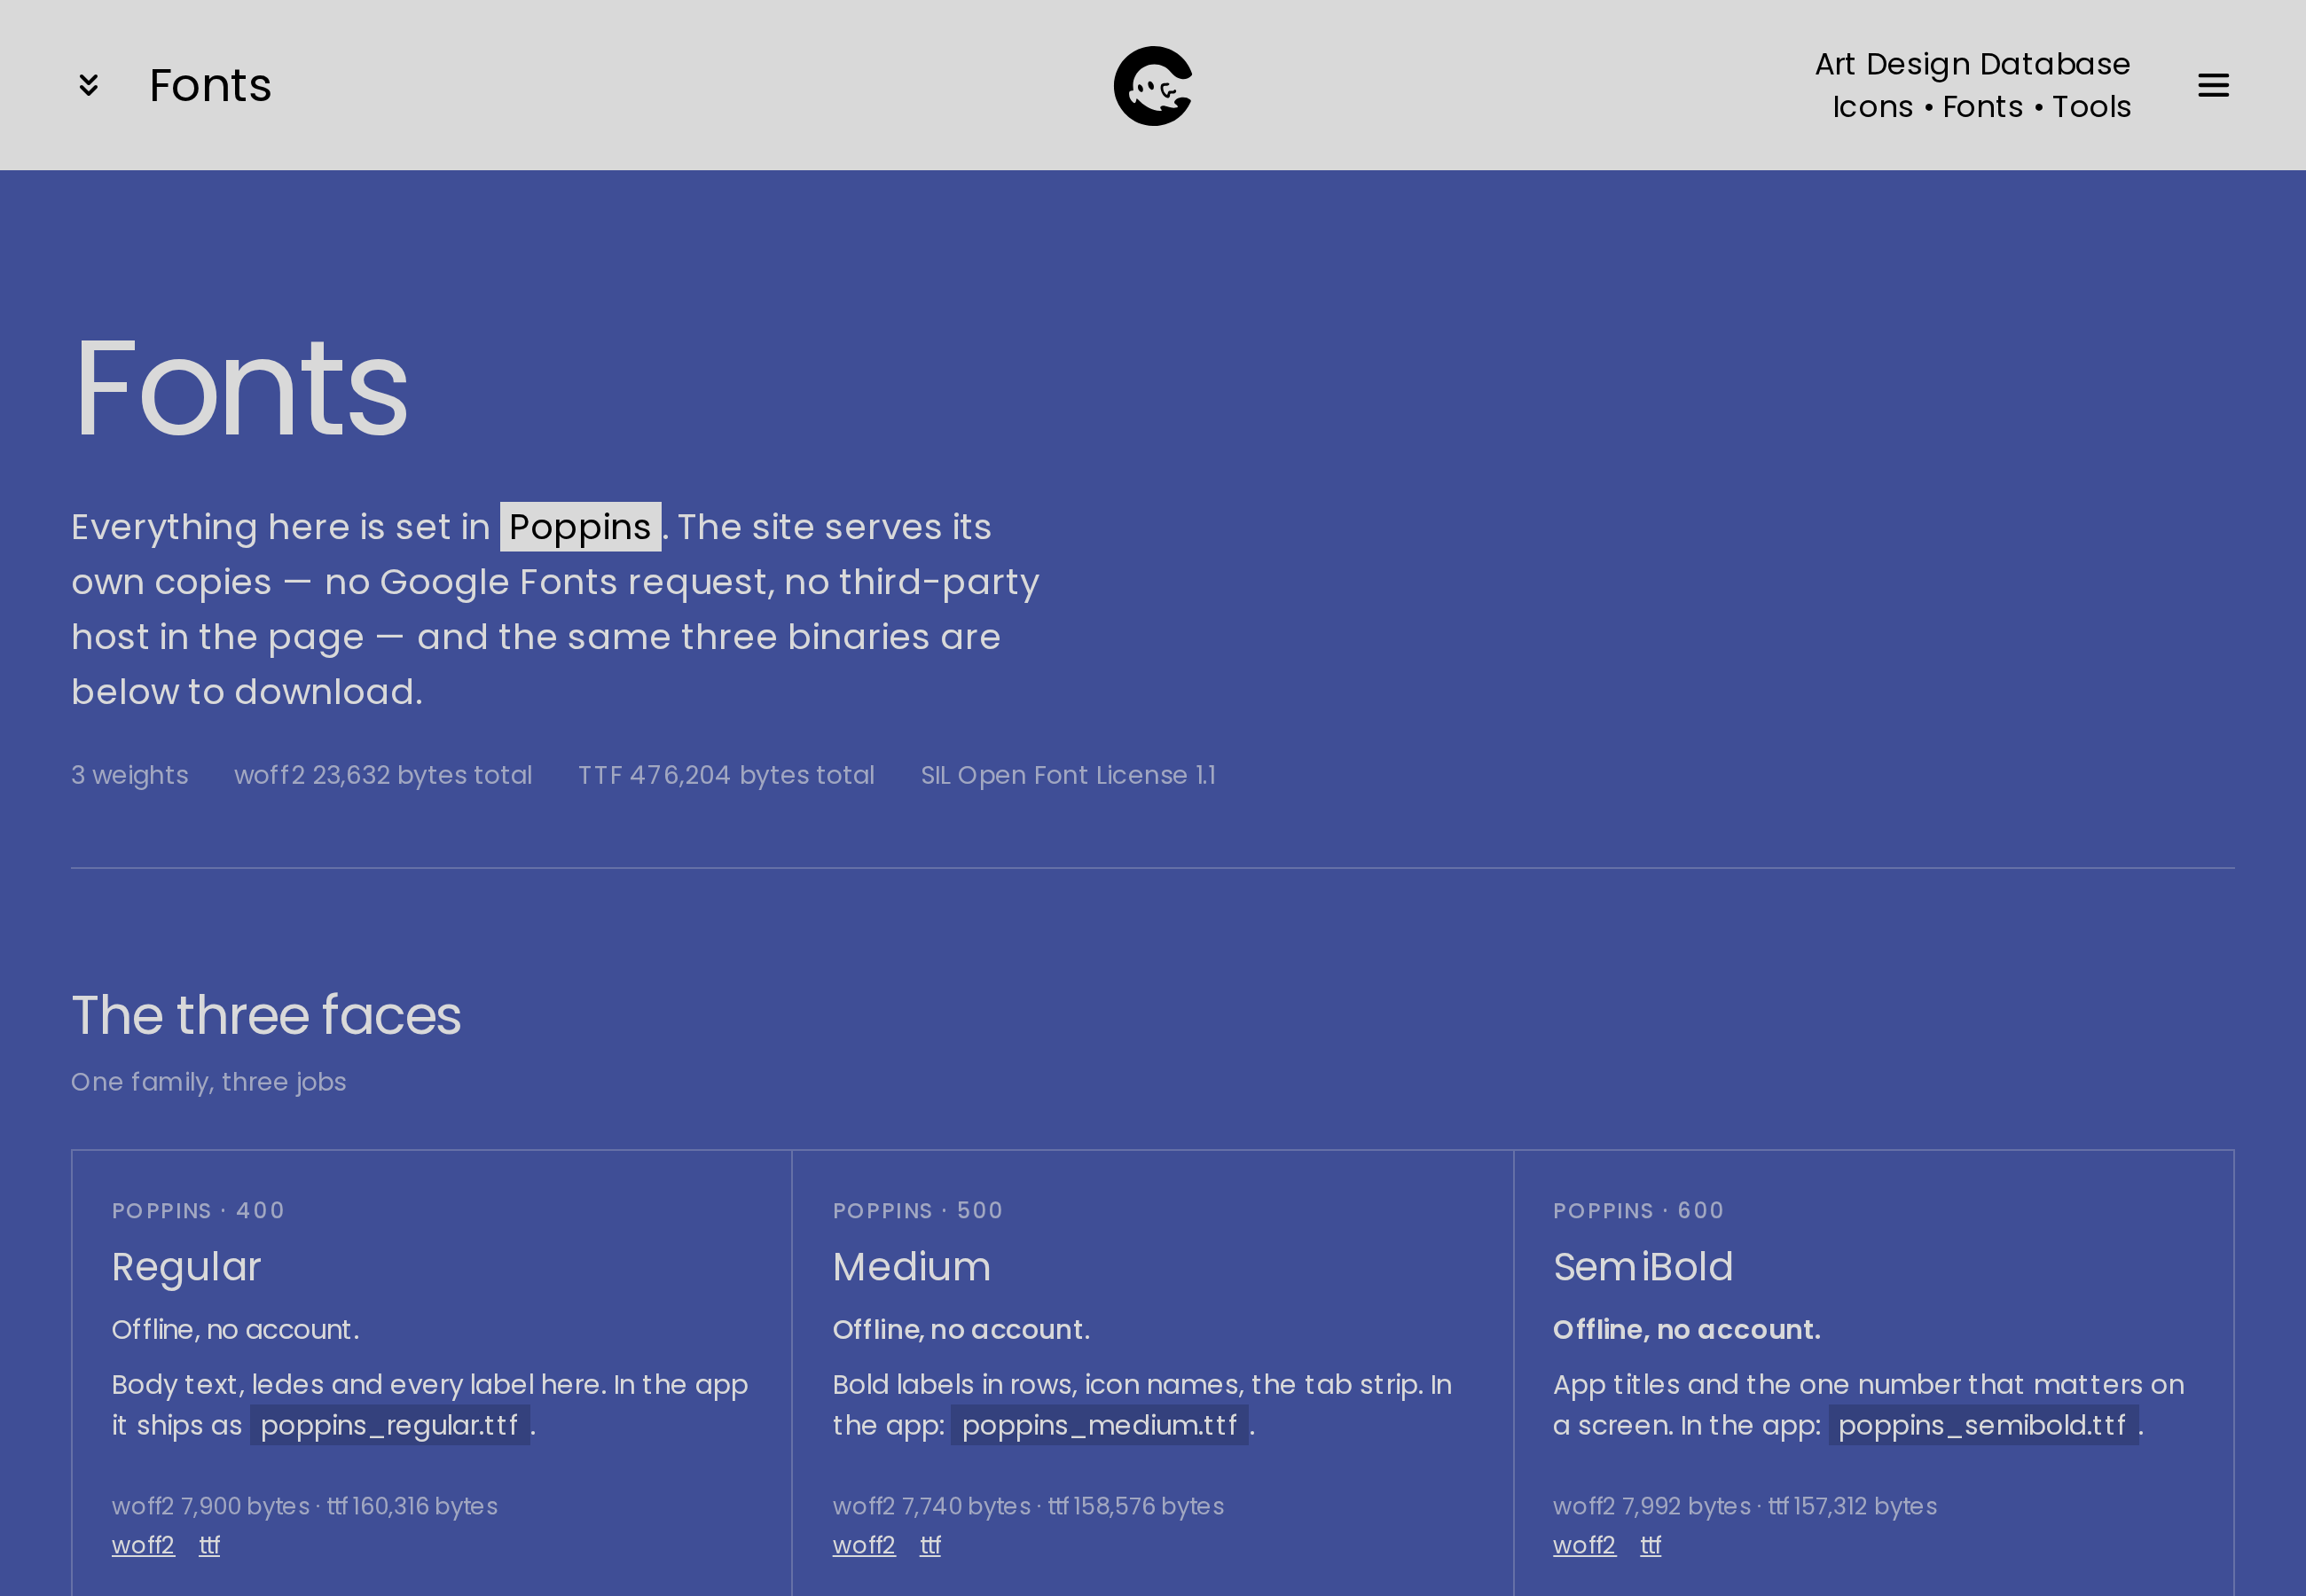 Fonts
Art Design Database
Icons • Fonts • Tools
Fonts
Everything here is set in Poppins. The site serves its
own copies — no Google Fonts request, no third-party
host in the page — and the same three binaries are
below to download.
3 weights woff2 23,632 bytes total TTF 476,204 bytes total SIL Open Font License 1.1
The three faces
One family, three jobs
POPPINS · 400
Regular
Offline, no account.
Body text, ledes and every label here. In the app
it ships as poppins_regular.ttf.
woff2 7,900 bytes · ttf 160,316 bytes
woff2 ttf
POPPINS · 500
Medium
Offline, no account.
Bold labels in rows, icon names, the tab strip. In
the app: poppins_medium.ttf.
woff2 7,740 bytes · ttf 158,576 bytes
woff2 ttf
POPPINS · 600
SemiBold
Offline, no account.
App titles and the one number that matters on
a screen. In the app: poppins_semibold.ttf.
woff2 7,992 bytes · ttf 157,312 bytes
woff2 ttf